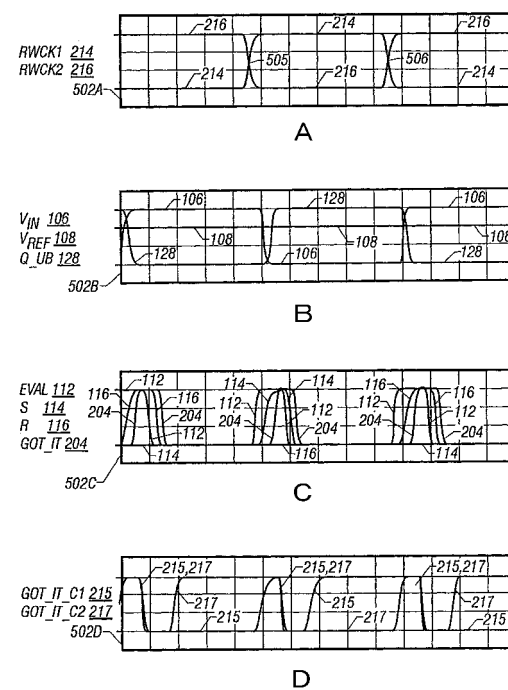 216 214 216
RWCK1 214
RWCK2 216
505 506
502A
214 216 214
A
106 128 106
VIN 106
VREF 108
Q_UB 128
108 108 108
128 106 128
502B
B
EVAL 112
S 114
R 116
GOT_IT 204
112 114 114 116 116
116 116 112 112 112 112
204 204 204 204 204 204
112
114 116 114
502C
C
215,217 215,217 215,217
GOT_IT_C1 215
GOT_IT_C2 217
217 215 217
215 217 215
502D
D